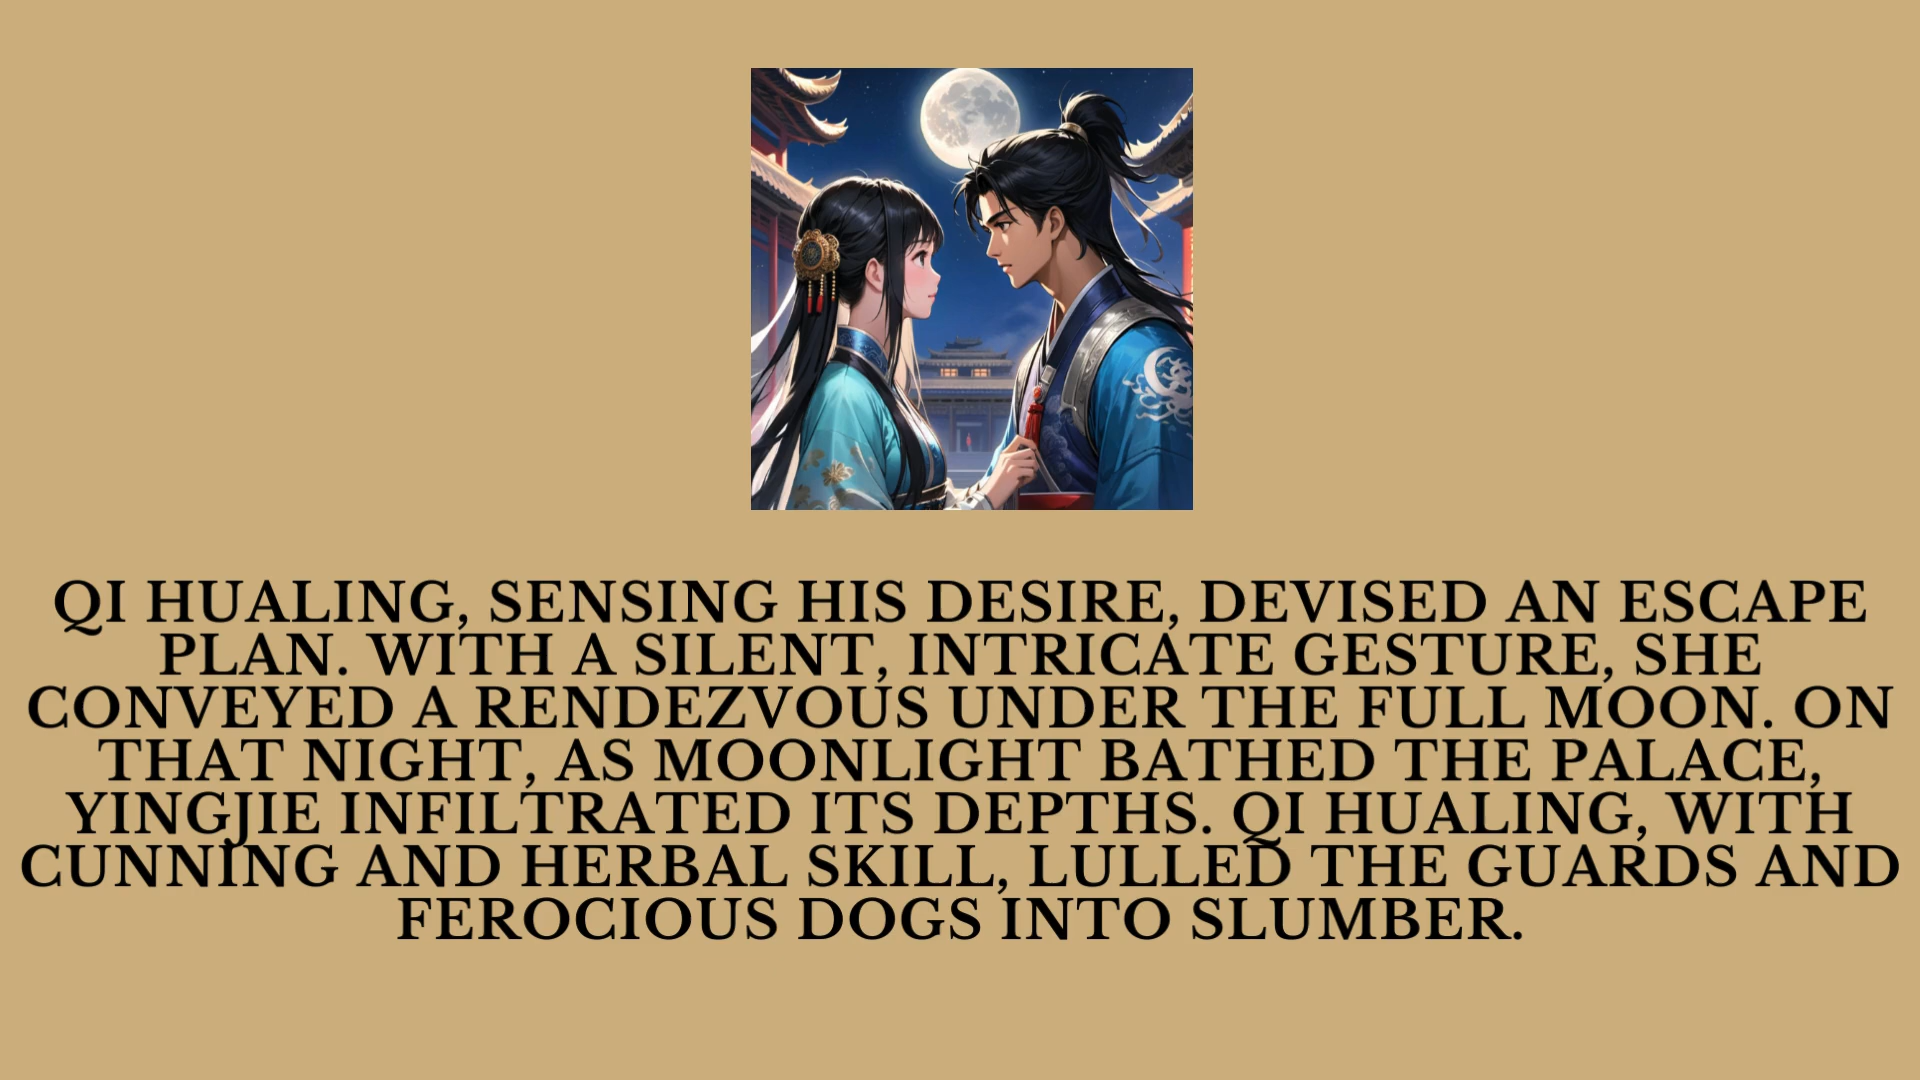 QI HUALING, SENSING HIS DESIRE, DEVISED AN ESCAPE
PLAN. WITH A SILENT, INTRICATE GESTURE, SHE
CONVEYED A RENDEZVOUS UNDER THE FULL MOON. ON
THAT NIGHT, AS MOONLIGHT BATHED THE PALACE,
YINGJIE INFILTRATED ITS DEPTHS. QI HUALING, WITH
CUNNING AND HERBAL SKILL, LULLED THE GUARDS AND
FEROCIOUS DOGS INTO SLUMBER.